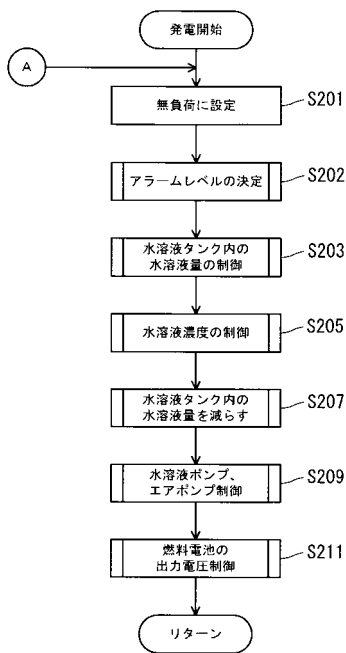 発電開始
A
無負荷に設定
S201
アラームレベルの決定
S202
水溶液タンク内の
水溶液量の制御
S203
水溶液濃度の制御
S205
水溶液タンク内の
水溶液量を減らす
S207
水溶液ポンプ、
エアポンプ制御
S209
燃料電池の
出力電圧制御
S211
リターン